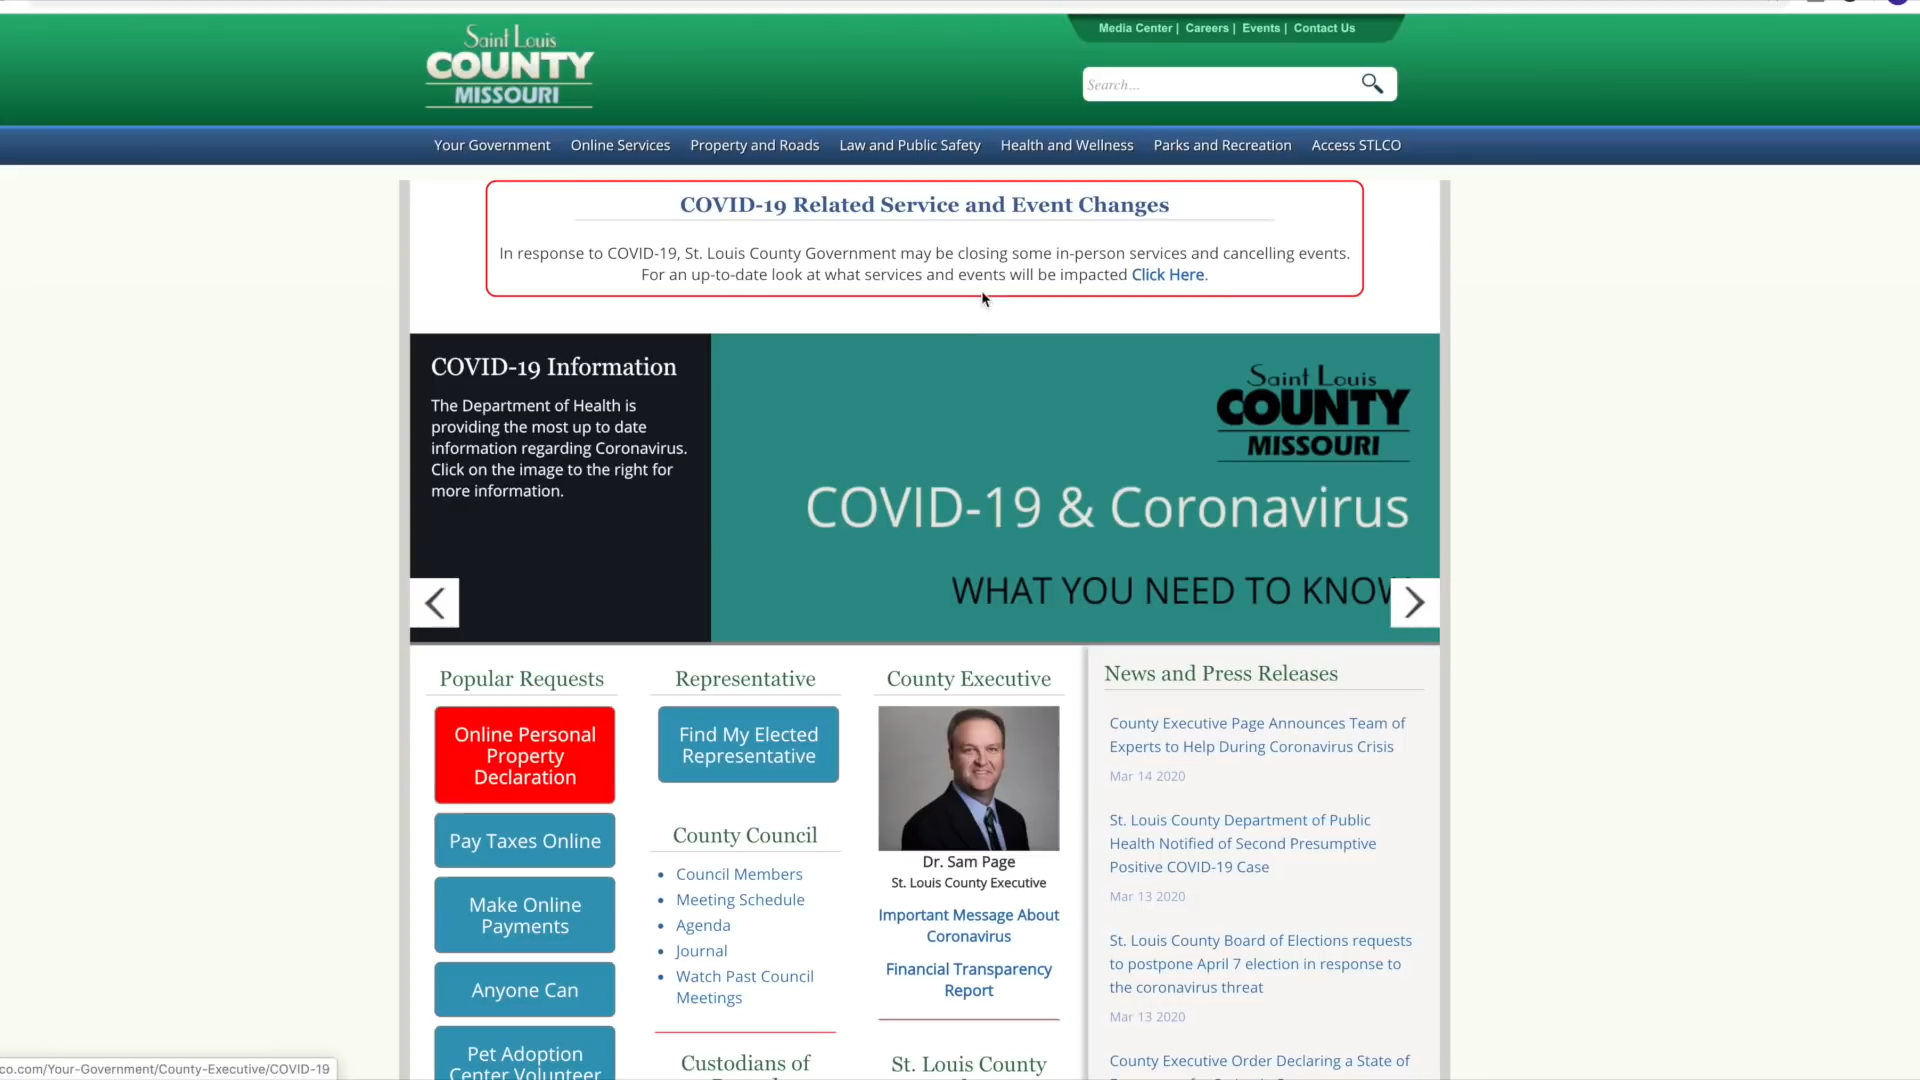 Media Center | Careers | Events | Contact Us
Saint Louis
COUNTY
MISSOURI
Search...
Your Government Online Services Property and Roads Law and Public Safety Health and Wellness Parks and Recreation Access STLCO
COVID-19 Related Service and Event Changes
In response to COVID-19, St. Louis County Government may be closing some in-person services and cancelling events.
For an up-to-date look at what services and events will be impacted Click Here.
COVID-19 Information
The Department of Health is
providing the most up to date
information regarding Coronavirus.
Click on the image to the right for
more information.
Saint Louis
COUNTY
MISSOURI
COVID-19 & Coronavirus
WHAT YOU NEED TO KNOW
Popular Requests
Online Personal
Property
Declaration
Pay Taxes Online
Make Online
Payments
Anyone Can
Pet Adoption
Center Volunteer
Representative
Find My Elected
Representative
County Council
Council Members
Meeting Schedule
Agenda
Journal
Watch Past Council
Meetings
Custodians of
County Executive
Dr. Sam Page
St. Louis County Executive
Important Message About
Coronavirus
Financial Transparency
Report
St. Louis County
News and Press Releases
County Executive Page Announces Team of
Experts to Help During Coronavirus Crisis
Mar 14 2020
St. Louis County Department of Public
Health Notified of Second Presumptive
Positive COVID-19 Case
Mar 13 2020
St. Louis County Board of Elections requests
to postpone April 7 election in response to
the coronavirus threat
Mar 13 2020
County Executive Order Declaring a State of
co.com/Your-Government/County-Executive/COVID-19